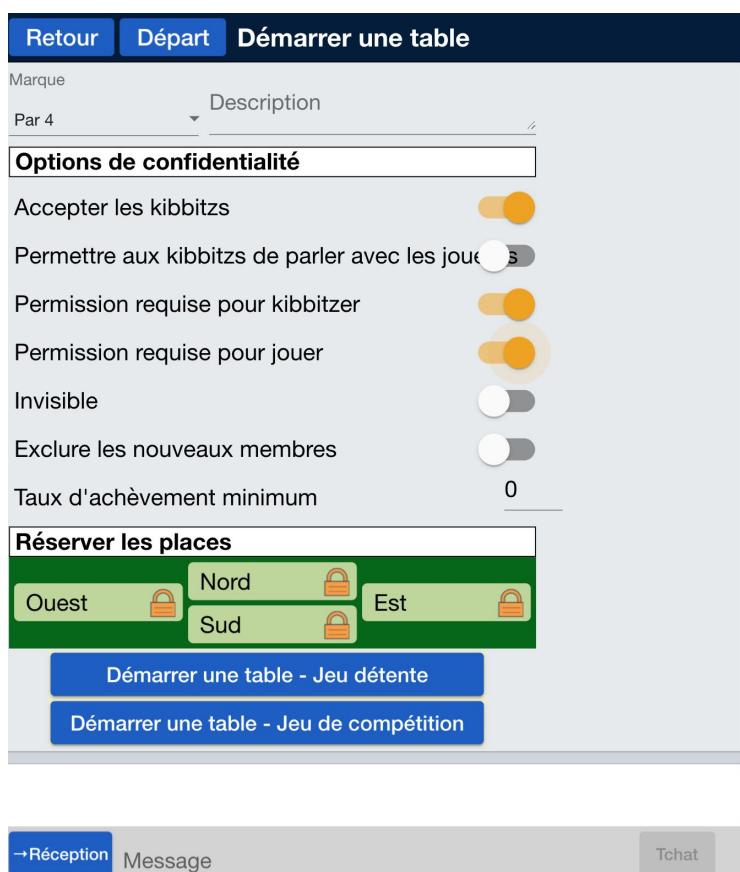 Retour Départ Démarrer une table
Marque
Par 4 Description
Options de confidentialité
Accepter les kibbitzs
Permettre aux kibbitzs de parler avec les joueurs
Permission requise pour kibbitzer
Permission requise pour jouer
Invisible
Exclure les nouveaux membres
Taux d'achèvement minimum 0
Réserver les places
Nord
Ouest Est
Sud
Démarrer une table - Jeu détente
Démarrer une table - Jeu de compétition
→Réception Message Tchat